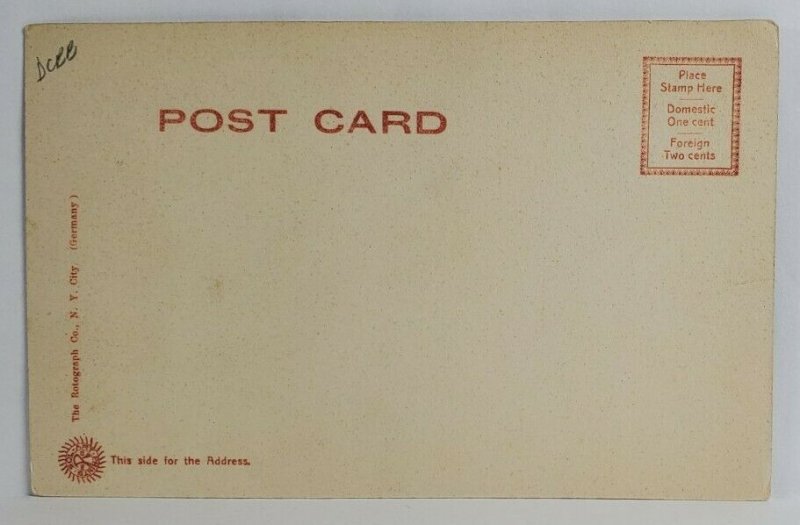 POST CARD
Place
Stamp Here
Domestic
One cent
Foreign
Two cents
The Rotograph Co., N. Y. City (Germany)
This side for the Address.